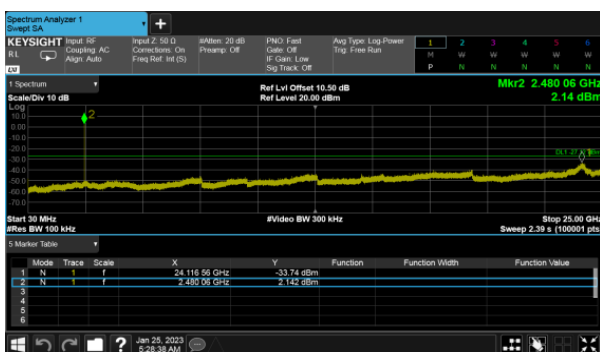 Spectrum Analyzer 1
Swept SA
KEYSIGHT
RL
LXI
Input: RF
Coupling: AC
Align: Auto
Input Z: 50 Ω
Corrections: On
Freq Ref: Int (S)
#Atten: 20 dB
Preamp: Off
PNO: Fast
Gate: Off
IF Gain: Low
Sig Track: Off
Avg Type: Log-Power
Trig: Free Run
1 2 3 4 5 6
M W W W W W
P N N N N N
1 Spectrum
Scale/Div 10 dB
Ref Lvl Offset 10.50 dB
Ref Level 20.00 dBm
Mkr2 2.480 06 GHz
2.14 dBm
Log
10.0
0.00
-10.0
-20.0
-30.0
-40.0
-50.0
-60.0
-70.0
2
Start 30 MHz
#Res BW 100 kHz
#Video BW 300 kHz
Stop 25.00 GHz
Sweep 2.39 s (100001 pts)
5 Marker Table
Mode Trace Scale X Y Function Function Width Function Value
1 N 1 f 24.116 56 GHz -33.74 dBm
2 N 1 f 2.480 06 GHz 2.142 dBm
3
4
5
6
?
Jan 25, 2023
5:28:38 AM